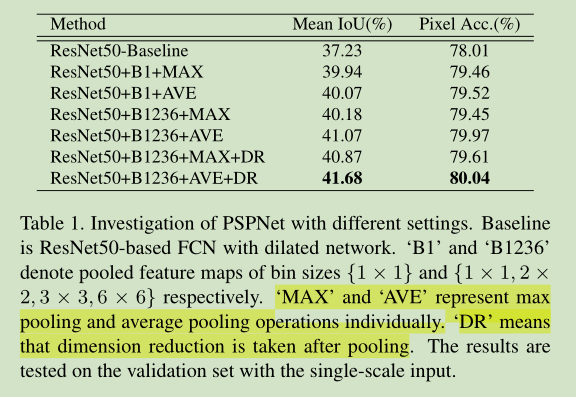 Method Mean IoU(%) Pixel Acc.(%)
ResNet50-Baseline 37.23 78.01
ResNet50+B1+MAX 39.94 79.46
ResNet50+B1+AVE 40.07 79.52
ResNet50+B1236+MAX 40.18 79.45
ResNet50+B1236+AVE 41.07 79.97
ResNet50+B1236+MAX+DR 40.87 79.61
ResNet50+B1236+AVE+DR 41.68 80.04
Table 1. Investigation of PSPNet with different settings. Baseline
is ResNet50-based FCN with dilated network. ‘B1’ and ‘B1236’
denote pooled feature maps of bin sizes {1 × 1} and {1 × 1, 2 ×
2, 3 × 3, 6 × 6} respectively. ‘MAX’ and ‘AVE’ represent max
pooling and average pooling operations individually. ‘DR’ means
that dimension reduction is taken after pooling. The results are
tested on the validation set with the single-scale input.